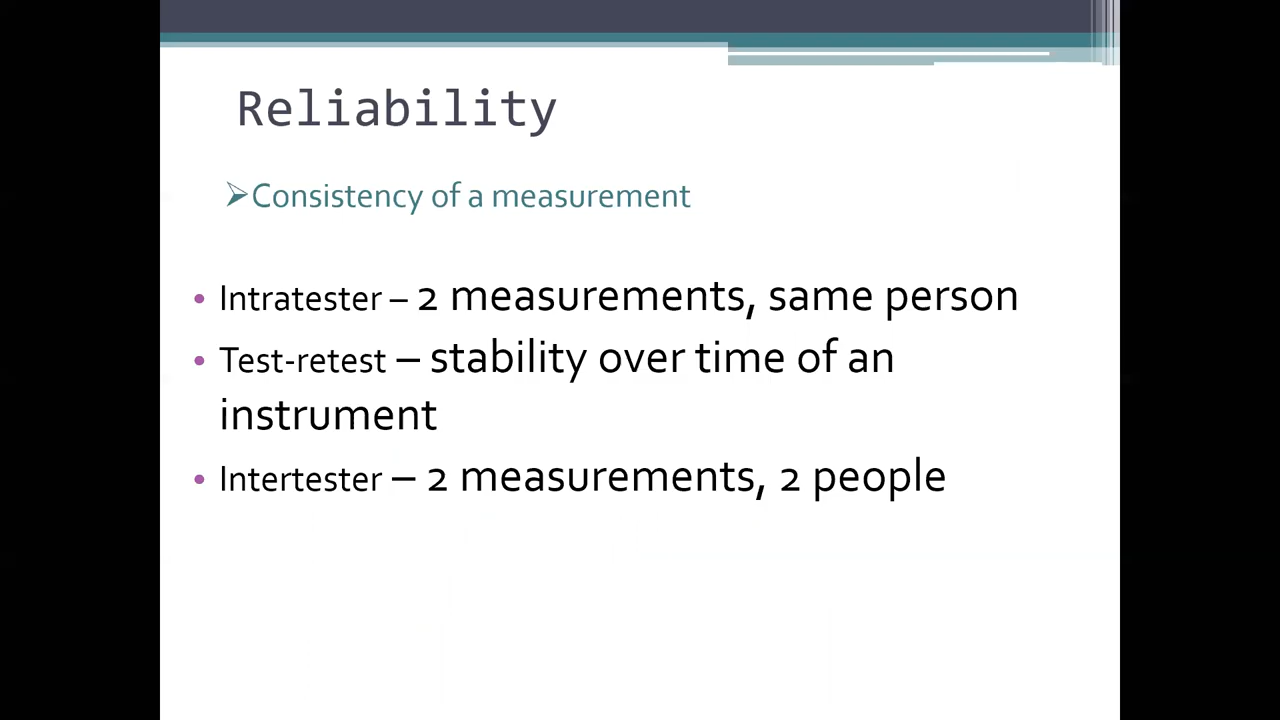 Reliability
➢Consistency of a measurement
• Intratester – 2 measurements, same person
• Test-retest – stability over time of an
instrument
• Intertester – 2 measurements, 2 people